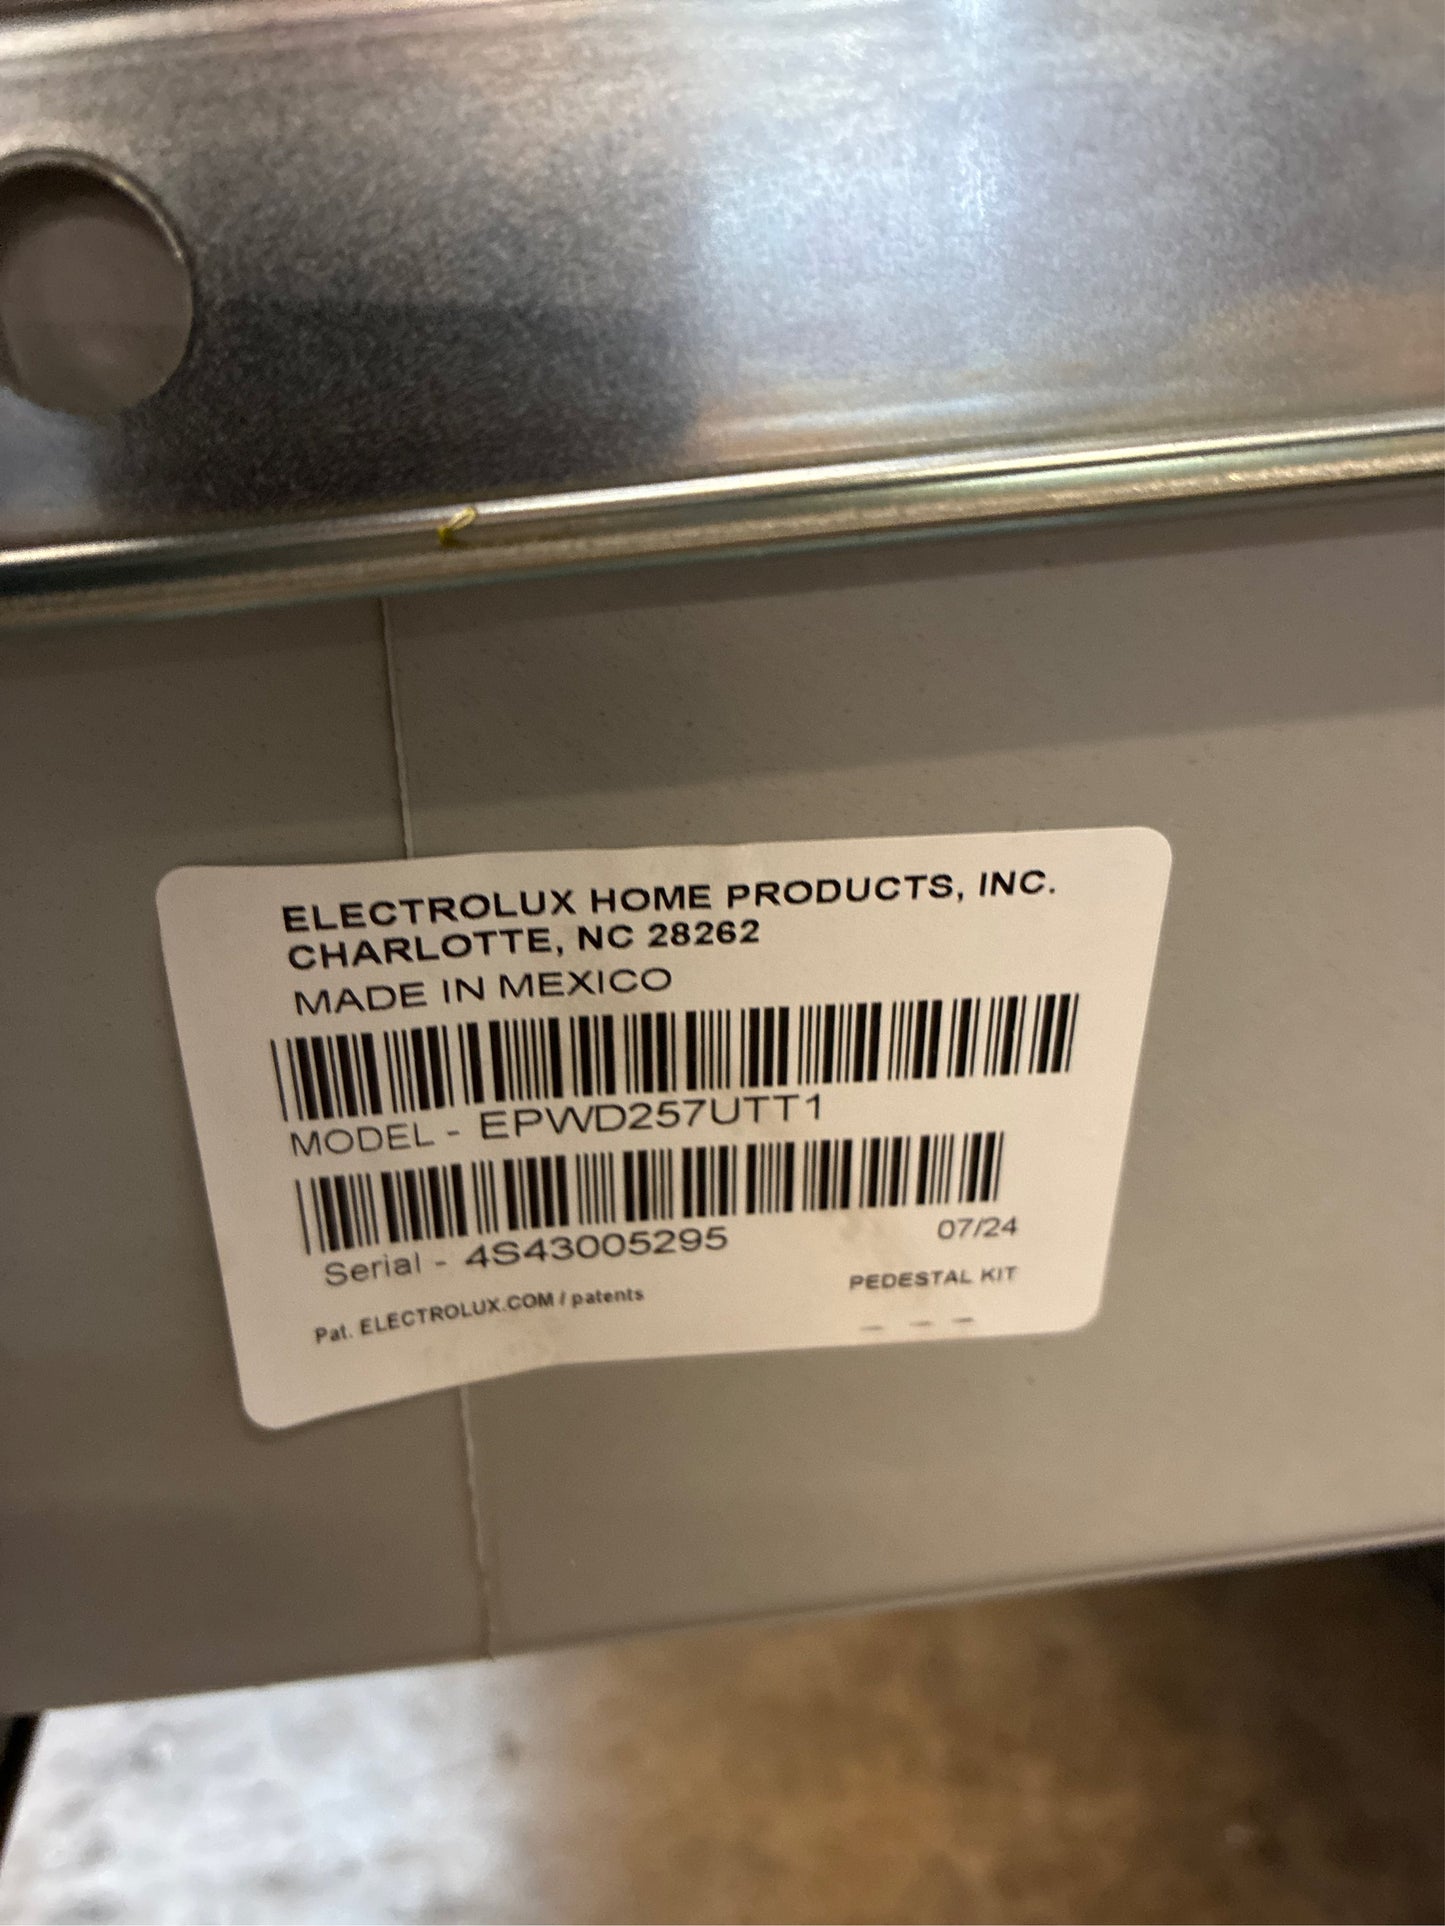 ELECTROLUX HOME PRODUCTS, INC.
CHARLOTTE, NC 28262
MADE IN MEXICO
MODEL - EPWD257UTT1
Serial - 4S43005295
07/24
Pat. ELECTROLUX.COM / patents
PEDESTAL KIT